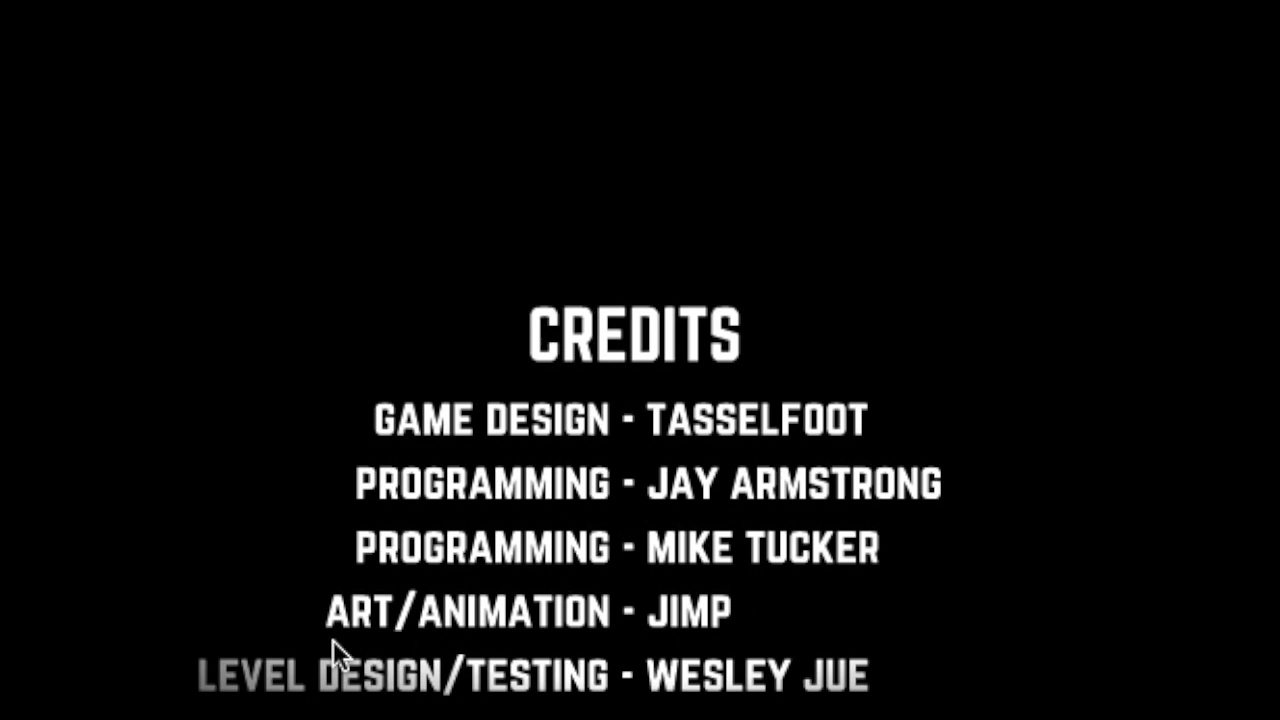 CREDITS
GAME DESIGN - TASSELFOOT
PROGRAMMING - JAY ARMSTRONG
PROGRAMMING - MIKE TUCKER
ART/ANIMATION - JIMP
LEVEL DESIGN/TESTING - WESLEY JUE